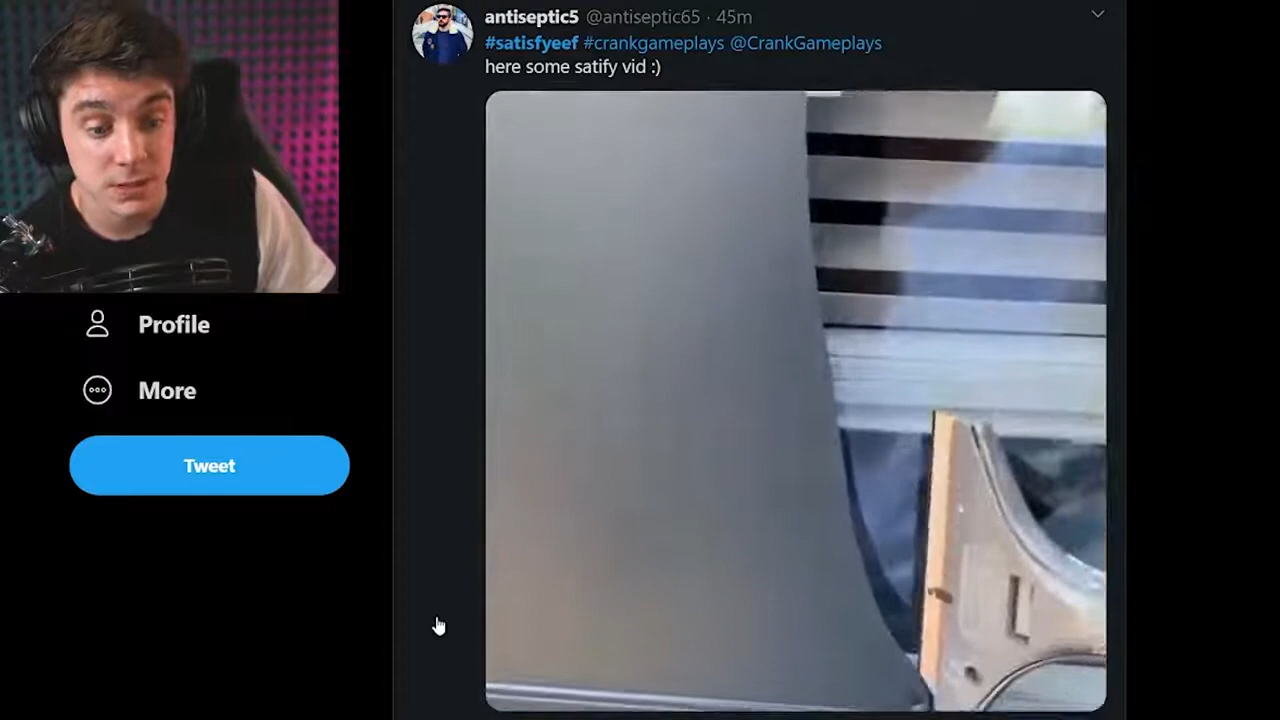 antiseptic5 @antiseptic65 · 45m
#satisfyeef #crankgameplays @CrankGameplays
here some satify vid :)
Profile
More
Tweet